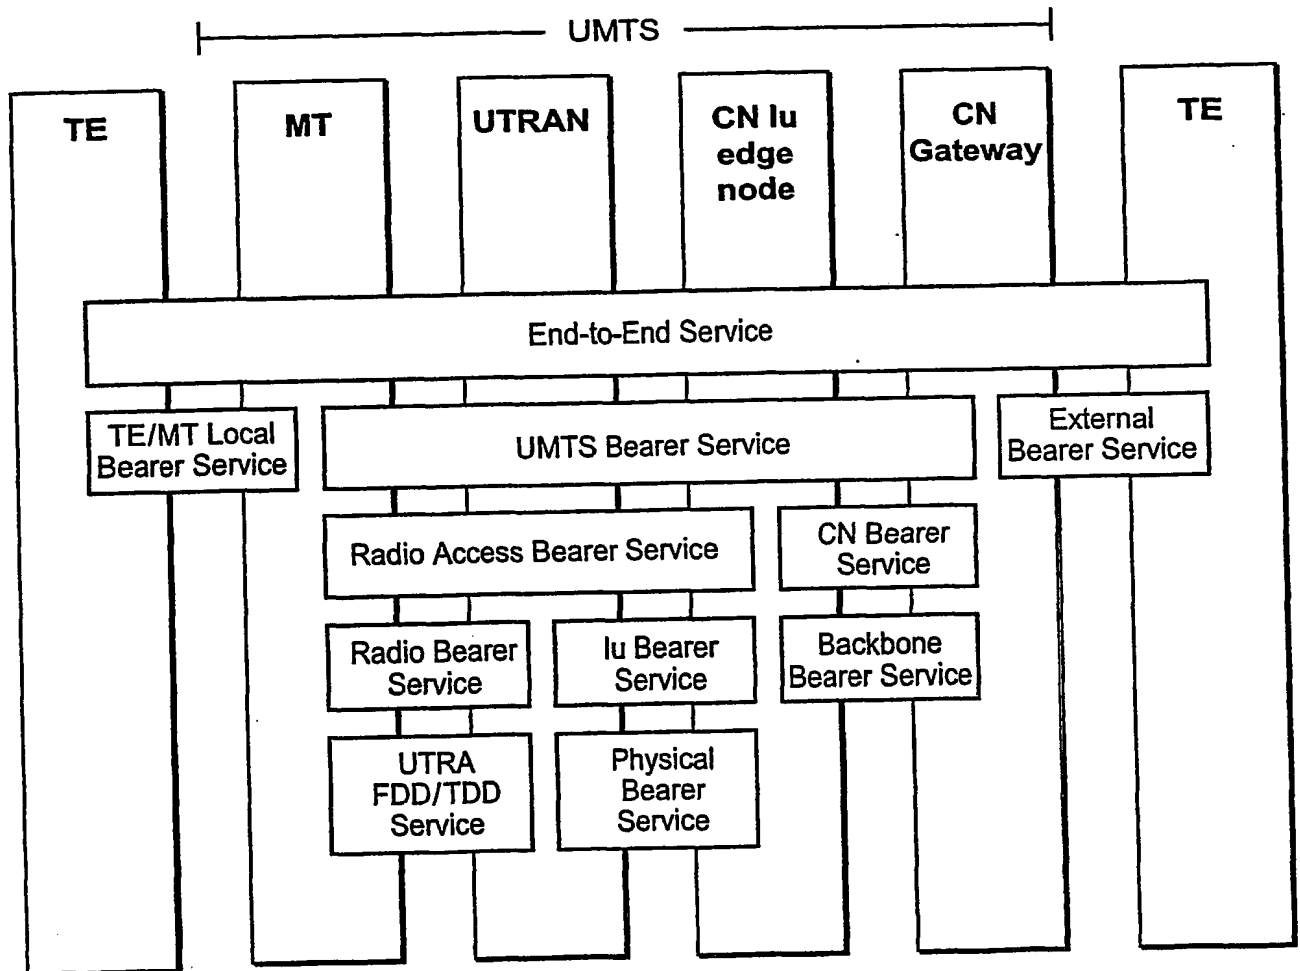 UMTS
TE
MT
UTRAN
CN Iu
edge
node
CN
Gateway
TE
End-to-End Service
TE/MT Local
Bearer Service
UMTS Bearer Service
External
Bearer Service
Radio Access Bearer Service
CN Bearer
Service
Radio Bearer
Service
Iu Bearer
Service
Backbone
Bearer Service
UTRA
FDD/TDD
Service
Physical
Bearer
Service